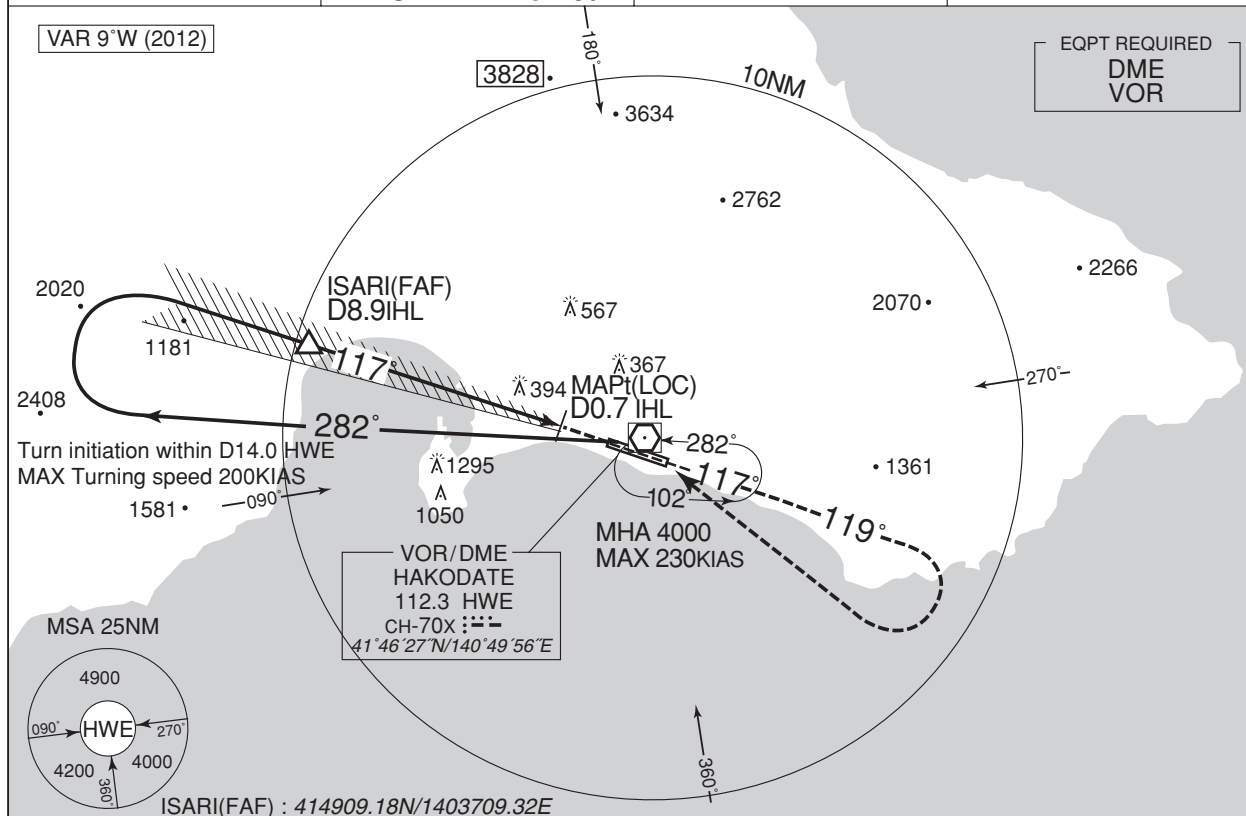 VAR 9°W (2012)
180°
EQPT REQUIRED
DME
VOR
3828
10NM
3634
2762
2266
2070
ISARI(FAF)
D8.9IHL
2020
1181
567
367
117°
394
MAPt(LOC)
D0.7 IHL
270°
2408
282°
282°
Turn initiation within D14.0 HWE
MAX Turning speed 200KIAS
1295
1361
117°
1581
090°
1050
102°
119°
MHA 4000
MAX 230KIAS
VOR/DME
HAKODATE
112.3 HWE
CH-70X
41°46′27″N/140°49′56″E
MSA 25NM
4900
090°
HWE
270°
4200
4000
360°
360°
ISARI(FAF) : 414909.18N/1403709.32E